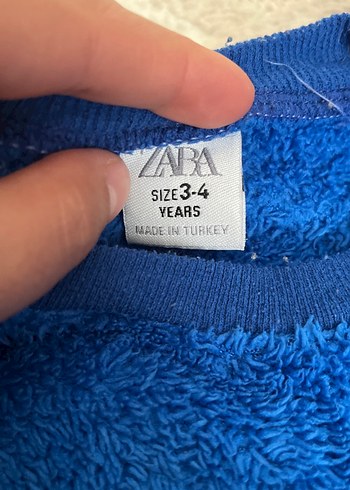 ZARA
SIZE 3-4
YEARS
MADE IN TURKEY